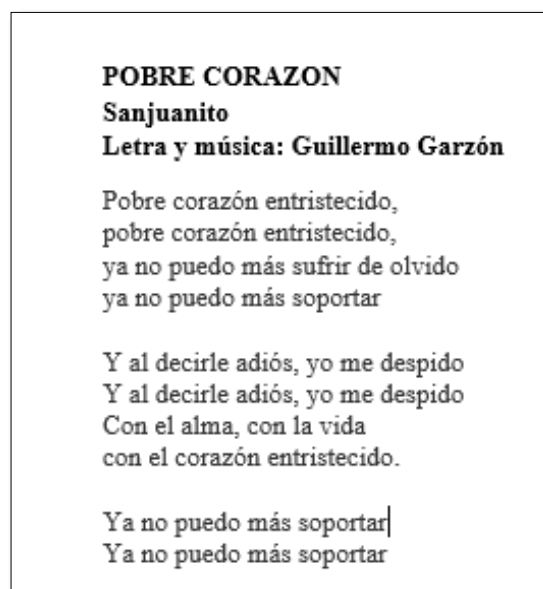 POBRE CORAZON
Sanjuanito
Letra y música: Guillermo Garzón
Pobre corazón entristecido,
pobre corazón entristecido,
ya no puedo más sufrir de olvido
ya no puedo más soportar
Y al decirle adiós, yo me despido
Y al decirle adiós, yo me despido
Con el alma, con la vida
con el corazón entristecido.
Ya no puedo más soportar
Ya no puedo más soportar